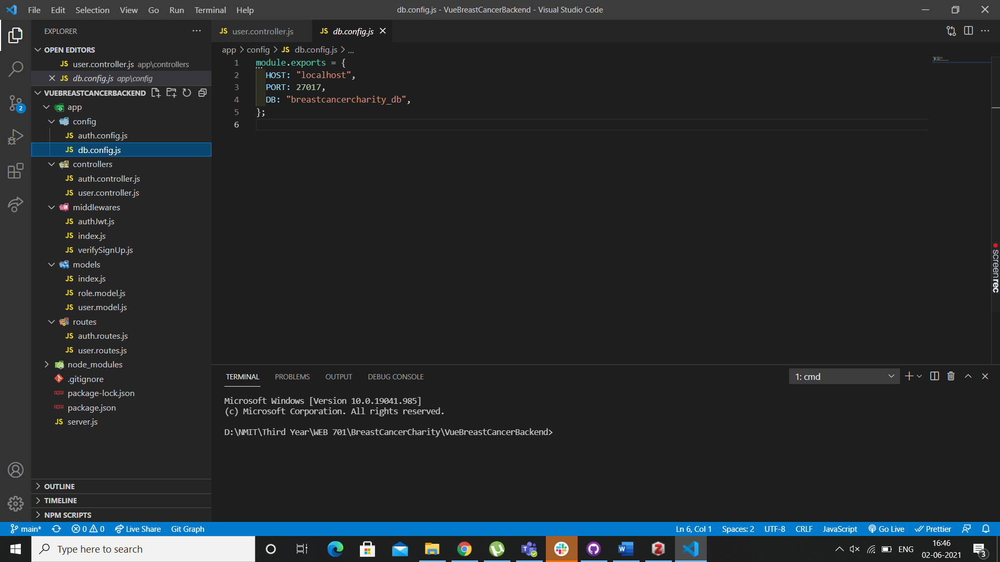 File Edit Selection View Go Run Terminal Help
db.config.js - VueBreastCancerBackend - Visual Studio Code
EXPLORER
OPEN EDITORS
JS user.controller.js app\controllers
JS db.config.js app\config
VUEBREASTCANCERBACKEND
app
config
JS auth.config.js
JS db.config.js
controllers
JS auth.controller.js
JS user.controller.js
middlewares
JS authJwt.js
JS index.js
JS verifySignUp.js
models
JS index.js
JS role.model.js
JS user.model.js
routes
JS auth.routes.js
JS user.routes.js
node_modules
.gitignore
package-lock.json
package.json
JS server.js
OUTLINE
TIMELINE
NPM SCRIPTS
2
JS user.controller.js
JS db.config.js
app > config > JS db.config.js > ...
1 module.exports = {
2 HOST: "localhost",
3 PORT: 27017,
4 DB: "breastcancercharity_db",
5 };
6
screenrec
TERMINAL PROBLEMS OUTPUT DEBUG CONSOLE
1: cmd
Microsoft Windows [Version 10.0.19041.985]
(c) Microsoft Corporation. All rights reserved.
D:\NMIT\Third Year\WEB 701\BreastCancerCharity\VueBreastCancerBackend>
main* 0 0 Live Share Git Graph
Ln 6, Col 1 Spaces: 2 UTF-8 CRLF JavaScript Go Live Prettier
Type here to search
ENG
16:46
02-06-2021
3